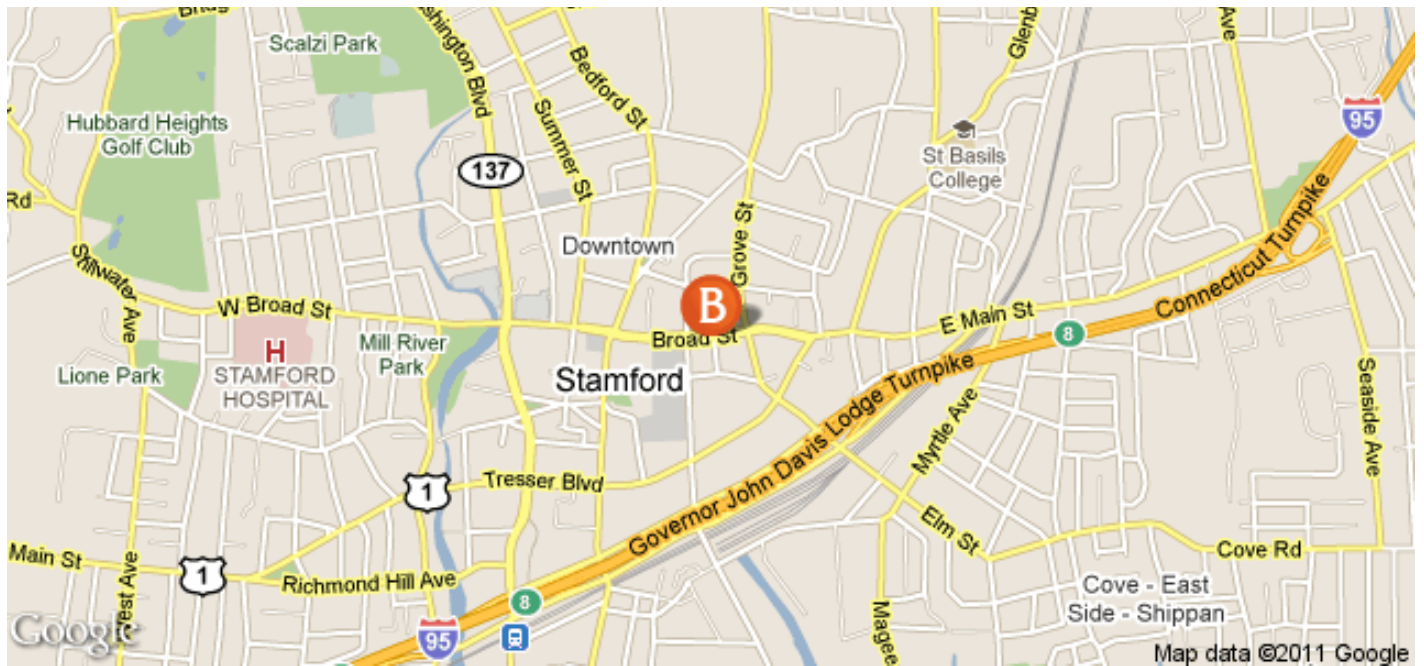 Scalzi Park
Washington Blvd
Summer St
Bedford St
Ave
Hubbard Heights
Golf Club
137
St Basils
College
95
Rd
Stillwater Ave
Downtown
Grove St
Connecticut Turnpike
W Broad St
B
Broad St
E Main St
8
Mill River
Park
H
STAMFORD
HOSPITAL
Lione Park
Stamford
Governor John Davis Lodge Turnpike
Myrtle Ave
Seaside Ave
1
Tresser Blvd
Elm St
Cove Rd
Main St
1
Richmond Hill Ave
West Ave
8
95
Magee
Cove - East
Side - Shippan
Google
Map data ©2011 Google